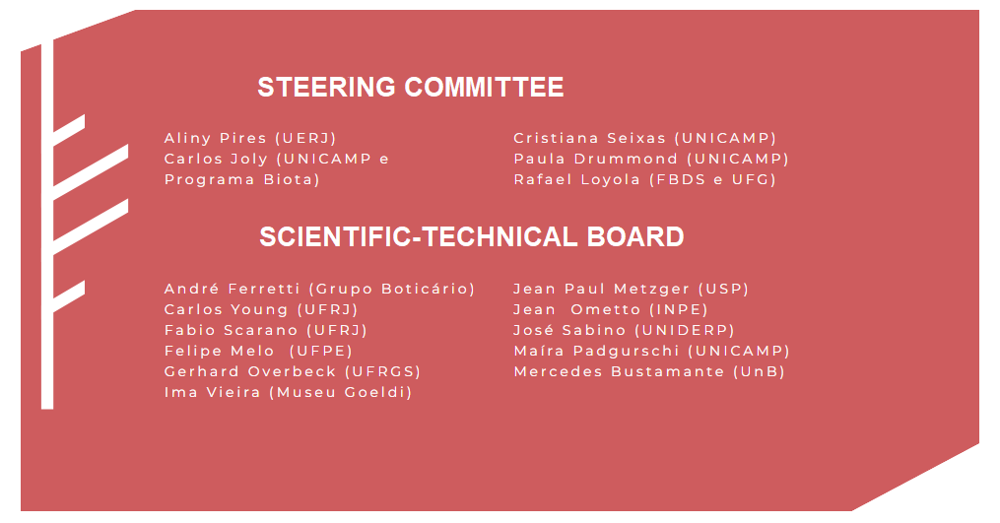 STEERING COMMITTEE
Aliny Pires (UERJ)
Carlos Joly (UNICAMP e
Programa Biota)
Cristiana Seixas (UNICAMP)
Paula Drummond (UNICAMP)
Rafael Loyola (FBDS e UFG)
SCIENTIFIC-TECHNICAL BOARD
André Ferretti (Grupo Boticário)
Carlos Young (UFRJ)
Fabio Scarano (UFRJ)
Felipe Melo  (UFPE)
Gerhard Overbeck (UFRGS)
Ima Vieira (Museu Goeldi)
Jean Paul Metzger (USP)
Jean  Ometto (INPE)
José Sabino (UNIDERP)
Maíra Padgurschi (UNICAMP)
Mercedes Bustamante (UnB)